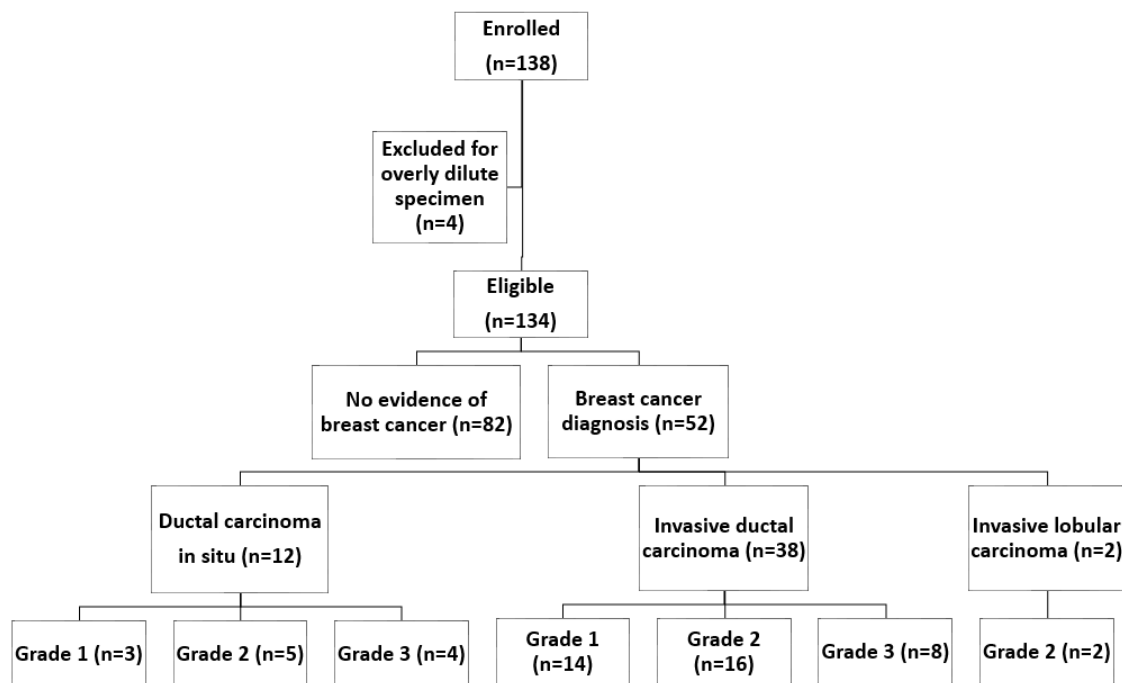 Enrolled
(n=138)
Excluded for
overly dilute
specimen
(n=4)
Eligible
(n=134)
No evidence of
breast cancer (n=82)
Breast cancer
diagnosis (n=52)
Ductal carcinoma
in situ (n=12)
Invasive ductal
carcinoma (n=38)
Invasive lobular
carcinoma (n=2)
Grade 1 (n=3)
Grade 2 (n=5)
Grade 3 (n=4)
Grade 1
(n=14)
Grade 2
(n=16)
Grade 3 (n=8)
Grade 2 (n=2)